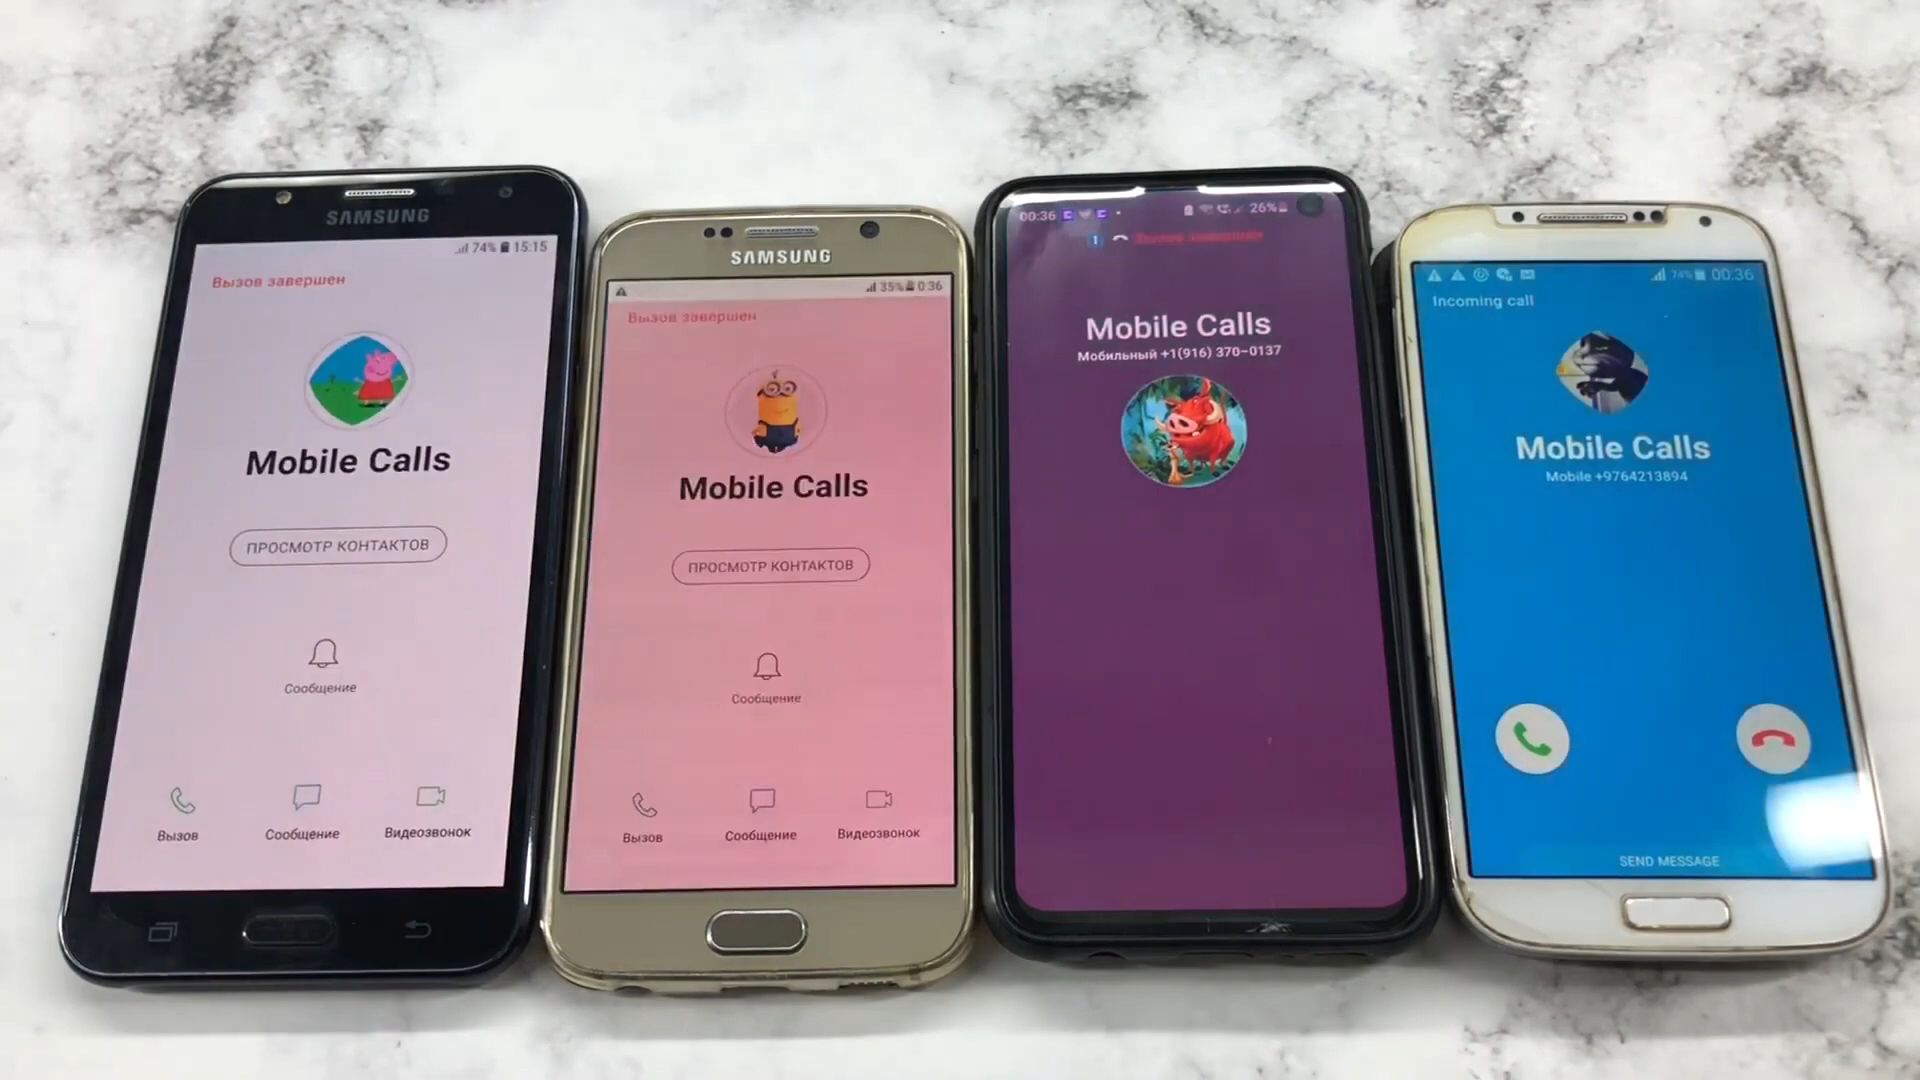 SAMSUNG
74% 15:15
Вызов завершен
Mobile Calls
ПРОСМОТР КОНТАКТОВ
Сообщение
Вызов
Сообщение
Видеозвонок
SAMSUNG
35% 0:36
Вызов завершен
Mobile Calls
ПРОСМОТР КОНТАКТОВ
Сообщение
Вызов
Сообщение
Видеозвонок
00:36
26%
1
Mobile Calls
Мобильный +1(916) 370-0137
74% 00:36
Incoming call
Mobile Calls
Mobile +9764213894
SEND MESSAGE